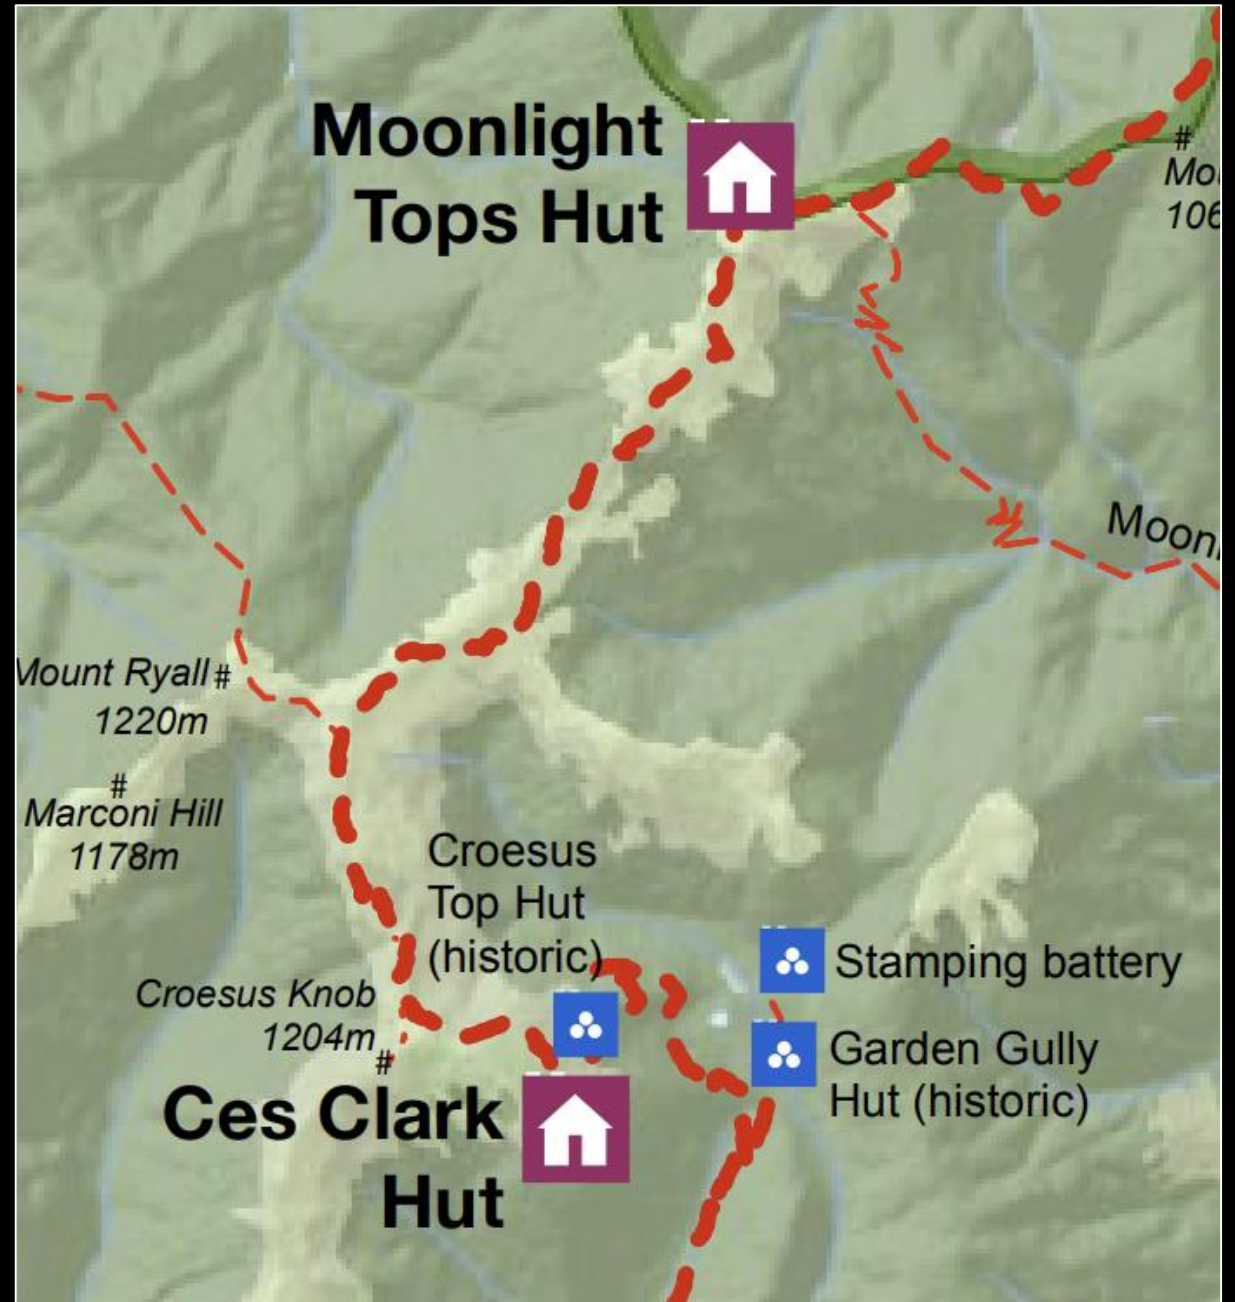 Moonlight
Tops Hut
#
106
Mount Ryall #
1220m
#
Marconi Hill
1178m
Croesus
Top Hut
(historic)
Stamping battery
Croesus Knob
1204m
#
Garden Gully
Hut (historic)
Ces Clark
Hut